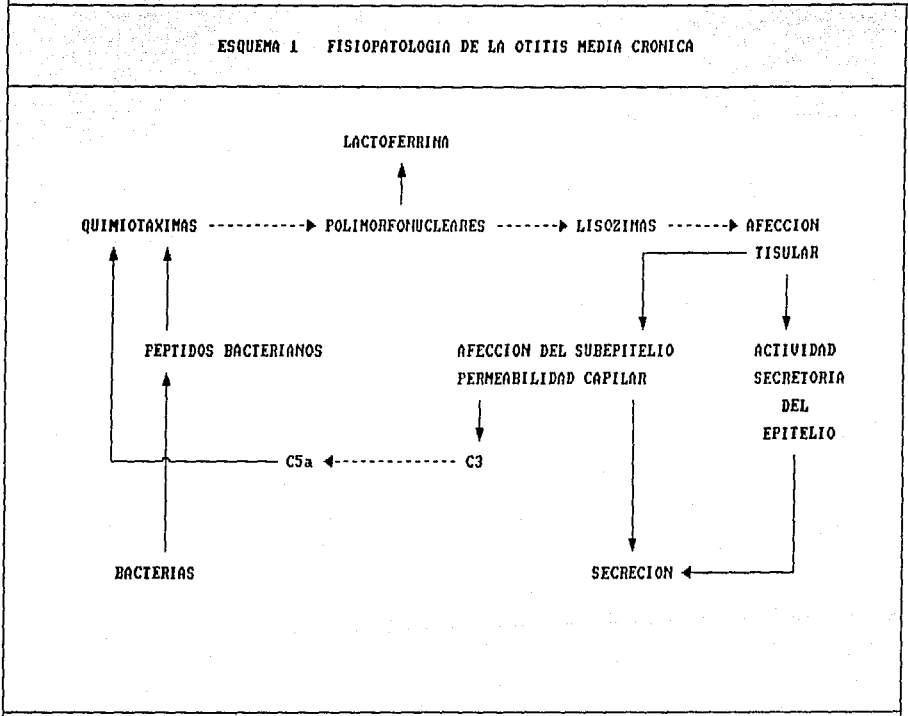 ESQUEMA 1 FISIOPATOLOGIA DE LA OTITIS MEDIA CRONICA
LACTOFERRINA
QUIMIOTAXIMAS POLIMORFONUCLEARES LISOZIMAS AFECCION
TISULAR
PEPTIDOS BACTERIANOS AFECCION DEL SUBEPITELIO ACTIVIDAD
PERMEABILIDAD CAPILAR SECRETORIA
DEL
EPITELIO
C5a C3
BACTERIAS SECRECION